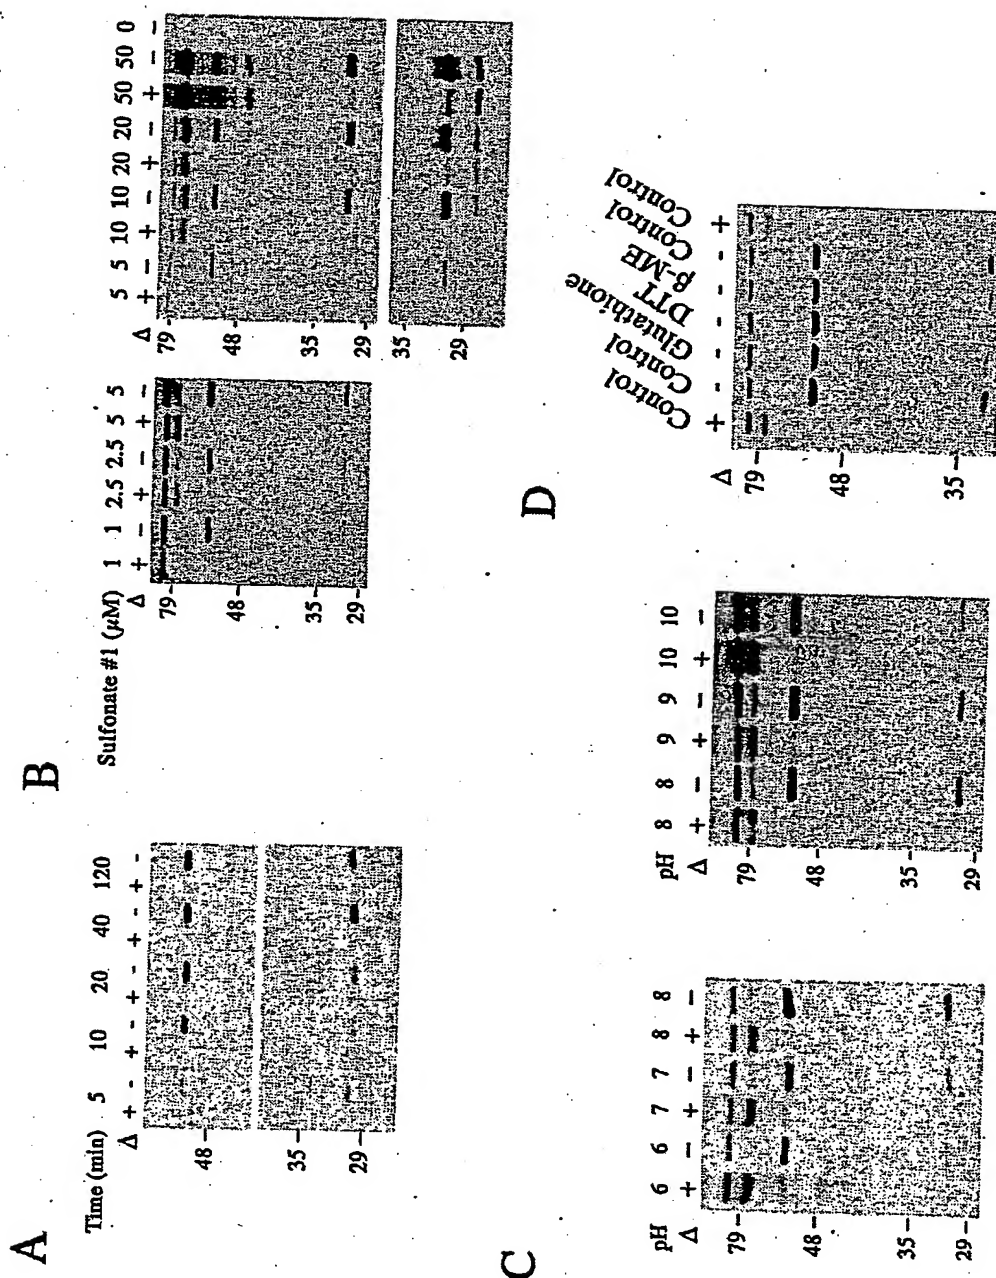 A
Time (min) 5 10 20 40 120
Δ + - + - + - + - + -
48
35
29
B
Sulfonate #1 (μM) 1 1 2.5 2.5 5 5
Δ + - + - + -
79
48
35
29
5 5 10 10 20 20 50 50 0
Δ + - + - + - + - -
79
48
35
29
35
29
C
pH 6 6 7 7 8 8
Δ + - + - + -
79
48
35
29
pH 8 8 9 9 10 10
Δ + - + - + -
79
48
35
29
D
Control
Control
Glutathione
DTT
β-ME
Control
Control
Δ + - - - - - +
79
48
35